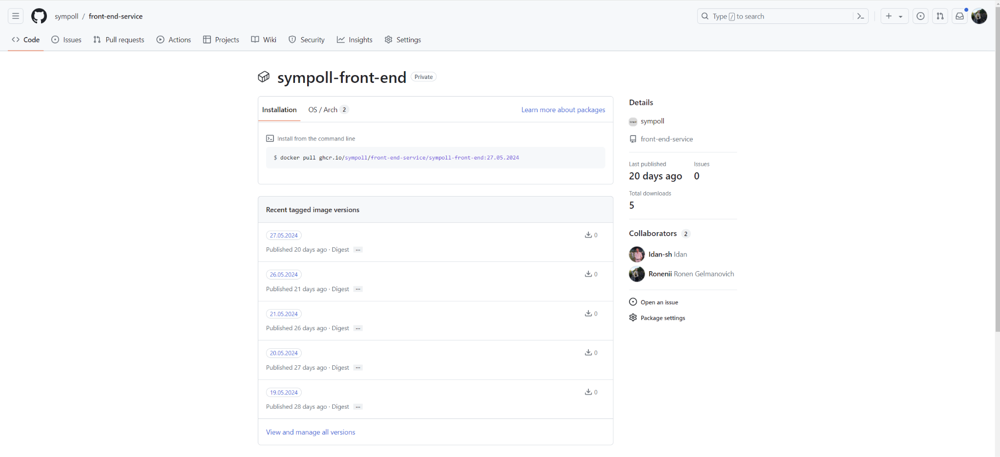 sympoll / front-end-service
Type / to search
Code Issues Pull requests Actions Projects Wiki Security Insights Settings
sympoll-front-end Private
Installation OS / Arch 2 Learn more about packages
Install from the command line
$ docker pull ghcr.io/sympoll/front-end-service/sympoll-front-end:27.05.2024
Recent tagged image versions
27.05.2024 0
Published 20 days ago · Digest ...
26.05.2024 0
Published 21 days ago · Digest ...
21.05.2024 0
Published 26 days ago · Digest ...
20.05.2024 0
Published 27 days ago · Digest ...
19.05.2024 0
Published 28 days ago · Digest ...
View and manage all versions
Details
sympoll
front-end-service
Last published Issues
20 days ago 0
Total downloads
5
Collaborators 2
Idan-sh Idan
Ronenii Ronen Gelmanovich
Open an issue
Package settings